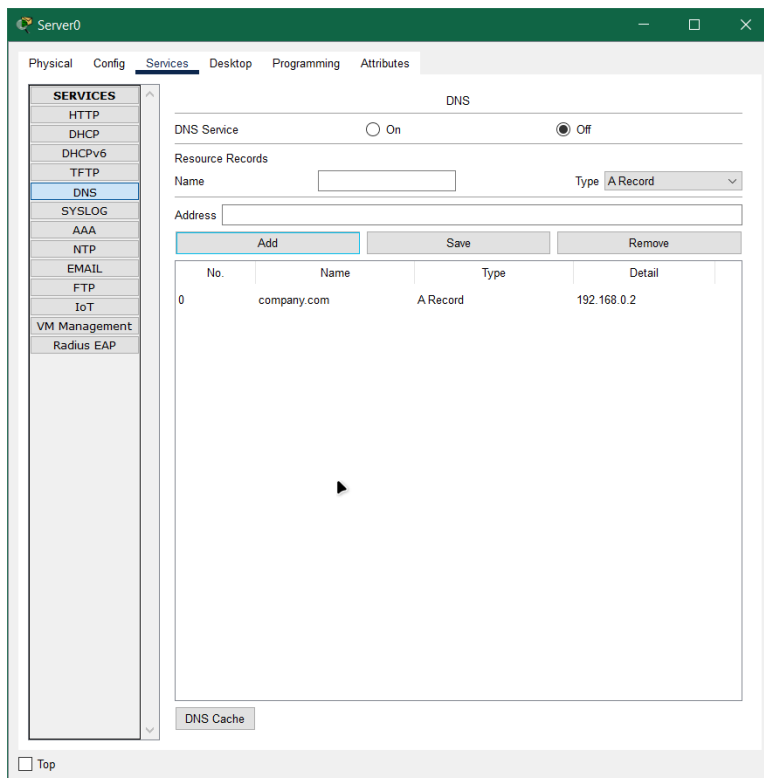 Server0
Physical Config Services Desktop Programming Attributes
SERVICES
HTTP
DHCP
DHCPv6
TFTP
DNS
SYSLOG
AAA
NTP
EMAIL
FTP
IoT
VM Management
Radius EAP
DNS
DNS Service On Off
Resource Records
Name Type A Record
Address
Add Save Remove
No. Name Type Detail
0 company.com A Record 192.168.0.2
DNS Cache
Top